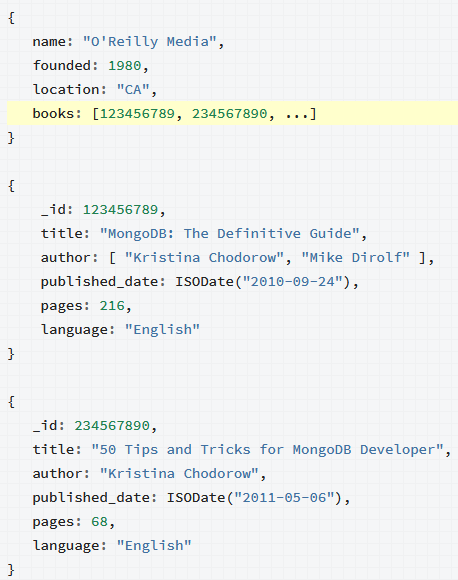 {
name: "O'Reilly Media",
founded: 1980,
location: "CA",
books: [123456789, 234567890, ...]
}
{
_id: 123456789,
title: "MongoDB: The Definitive Guide",
author: [ "Kristina Chodorow", "Mike Dirolf" ],
published_date: ISODate("2010-09-24"),
pages: 216,
language: "English"
}
{
_id: 234567890,
title: "50 Tips and Tricks for MongoDB Developer",
author: "Kristina Chodorow",
published_date: ISODate("2011-05-06"),
pages: 68,
language: "English"
}